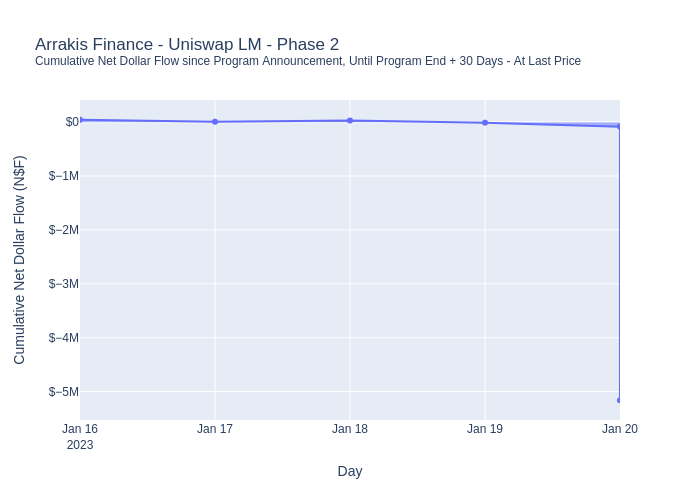 Arrakis Finance - Uniswap LM - Phase 2
Cumulative Net Dollar Flow since Program Announcement, Until Program End + 30 Days - At Last Price
Cumulative Net Dollar Flow (N$F)
$0
$−1M
$−2M
$−3M
$−4M
$−5M
Jan 16
2023
Jan 17
Jan 18
Jan 19
Jan 20
Day